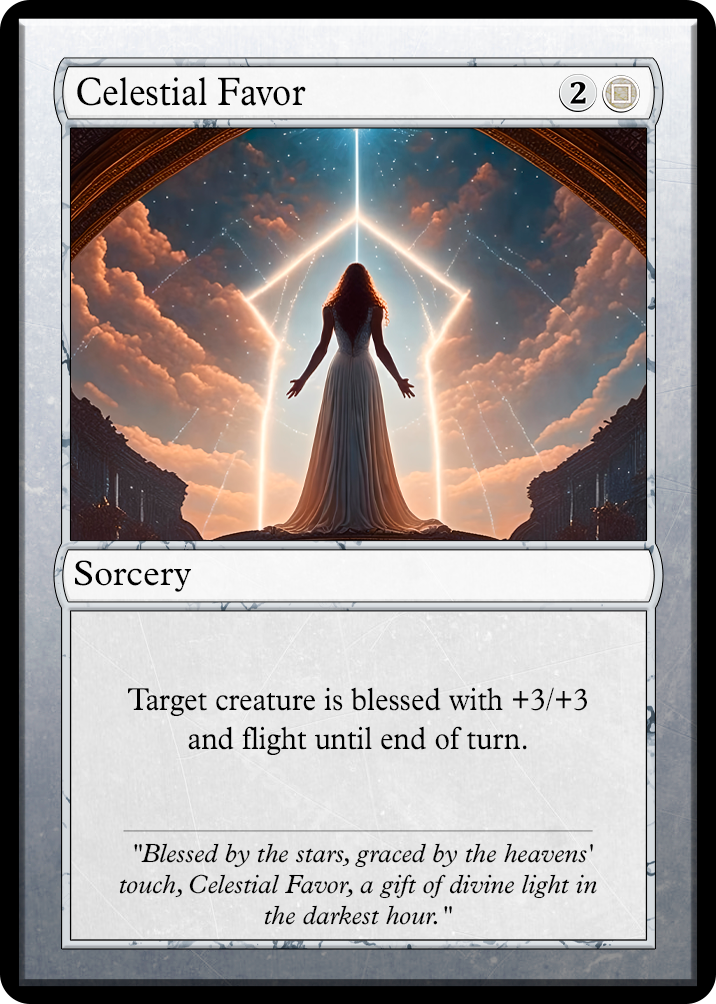 Celestial Favor 2
Sorcery
Target creature is blessed with +3/+3
and flight until end of turn.
"Blessed by the stars, graced by the heavens'
touch, Celestial Favor, a gift of divine light in
the darkest hour."